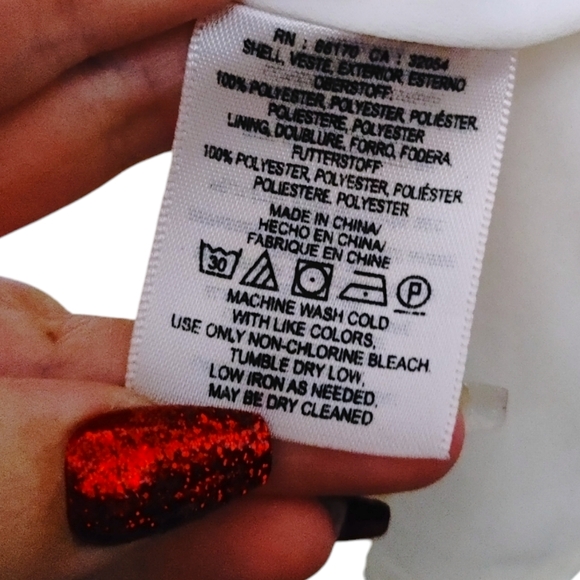 RN : 86170 CA : 32054
SHELL, VESTE, EXTERIOR, ESTERNO
OBERSTOFF:
100% POLYESTER, POLYESTER, POLIÉSTER,
POLIESTERE, POLYESTER
LINING, DOUBLURE, FORRO, FODERA,
FUTTERSTOFF:
100% POLYESTER, POLYESTER, POLIÉSTER
POLIESTERE, POLYESTER
MADE IN CHINA/
HECHO EN CHINA/
FABRIQUE EN CHINE
30 P
MACHINE WASH COLD
WITH LIKE COLORS,
USE ONLY NON-CHLORINE BLEACH.
TUMBLE DRY LOW,
LOW IRON AS NEEDED,
MAY BE DRY CLEANED